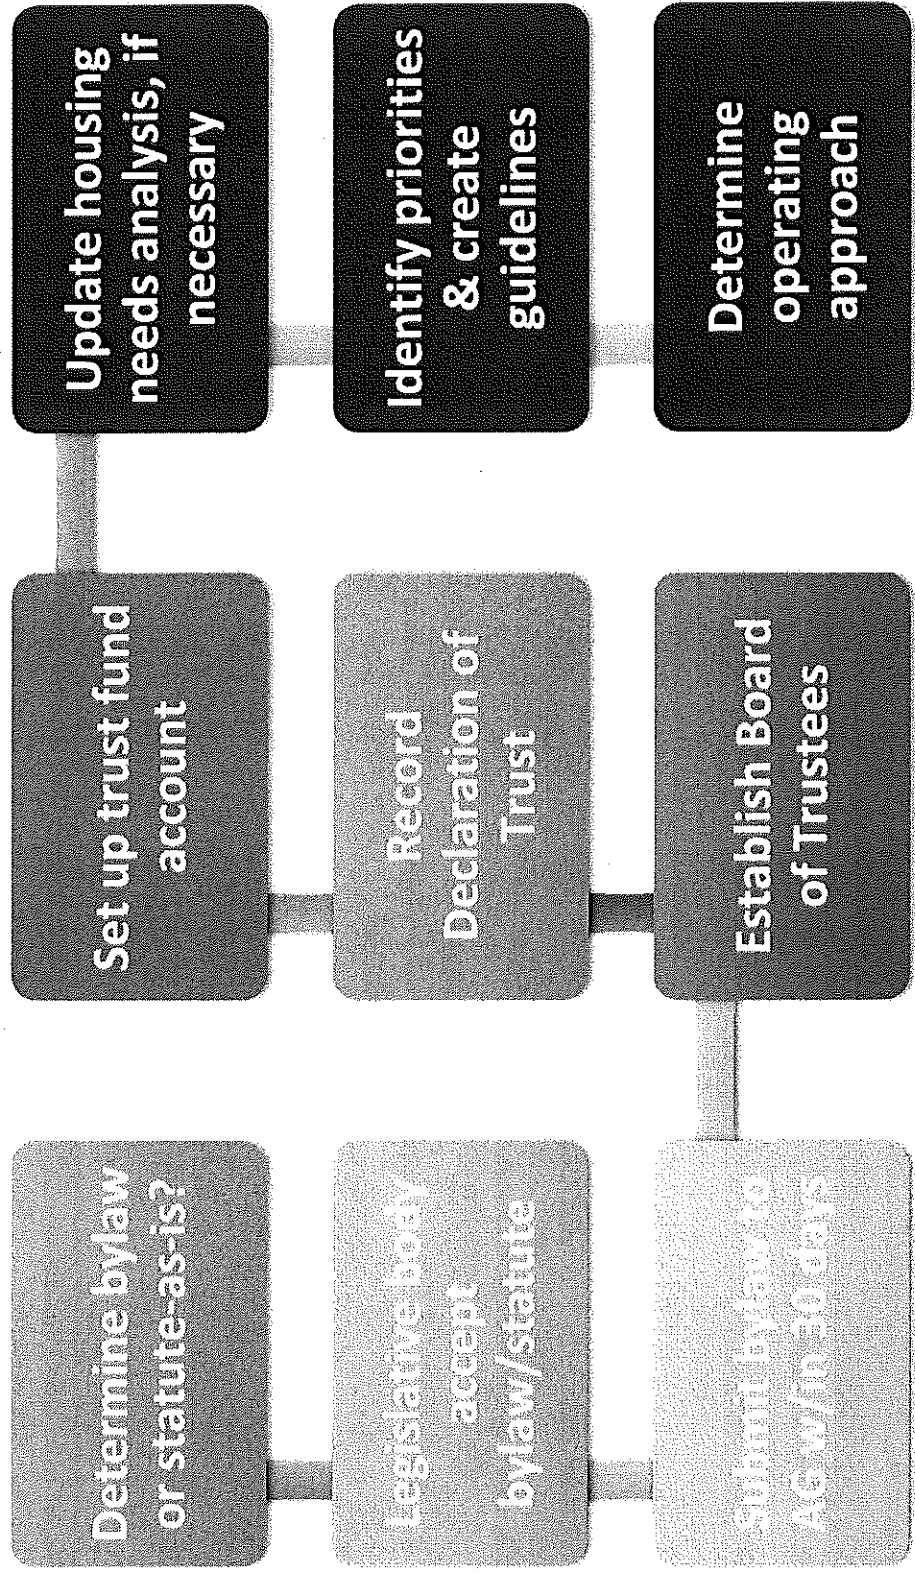 Determine bylaw
or statute-as-is?
Legislative body
accept
bylaw/stature
Submit bylaw to
AG w/in 30 days
Establish Board
of Trustees
Record
Declaration of
Trust
Set up trust fund
account
Update housing
needs analysis, if
necessary
Identify priorities
& create
guidelines
Determine
operating
approach